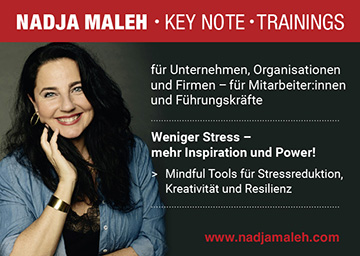 NADJA MALEH • KEY NOTE • TRAININGS
für Unternehmen, Organisationen
und Firmen – für Mitarbeiter:innen
und Führungskräfte
Weniger Stress –
mehr Inspiration und Power!
> Mindful Tools für Stressreduktion,
Kreativität und Resilienz
www.nadjamaleh.com